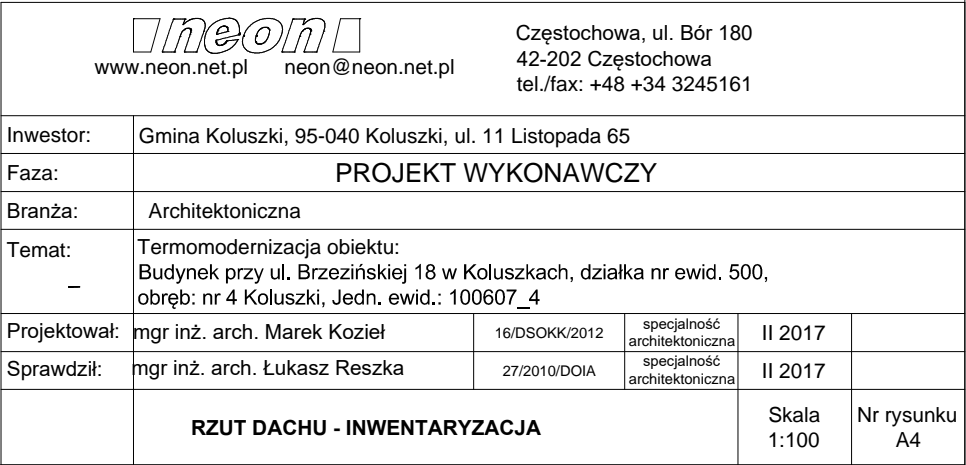 neon
www.neon.net.pl neon@neon.net.pl
Częstochowa, ul. Bór 180
42-202 Częstochowa
tel./fax: +48 +34 3245161
Inwestor: Gmina Koluszki, 95-040 Koluszki, ul. 11 Listopada 65
Faza: PROJEKT WYKONAWCZY
Branża: Architektoniczna
Temat: Termomodernizacja obiektu:
Budynek przy ul. Brzezińskiej 18 w Koluszkach, działka nr ewid. 500,
_ obręb: nr 4 Koluszki, Jedn. ewid.: 100607_4
Projektował: mgr inż. arch. Marek Kozieł 16/DSOKK/2012 specjalność architektoniczna II 2017
Sprawdził: mgr inż. arch. Łukasz Reszka 27/2010/DOIA specjalność architektoniczna II 2017
RZUT DACHU - INWENTARYZACJA
Skala
1:100
Nr rysunku
A4